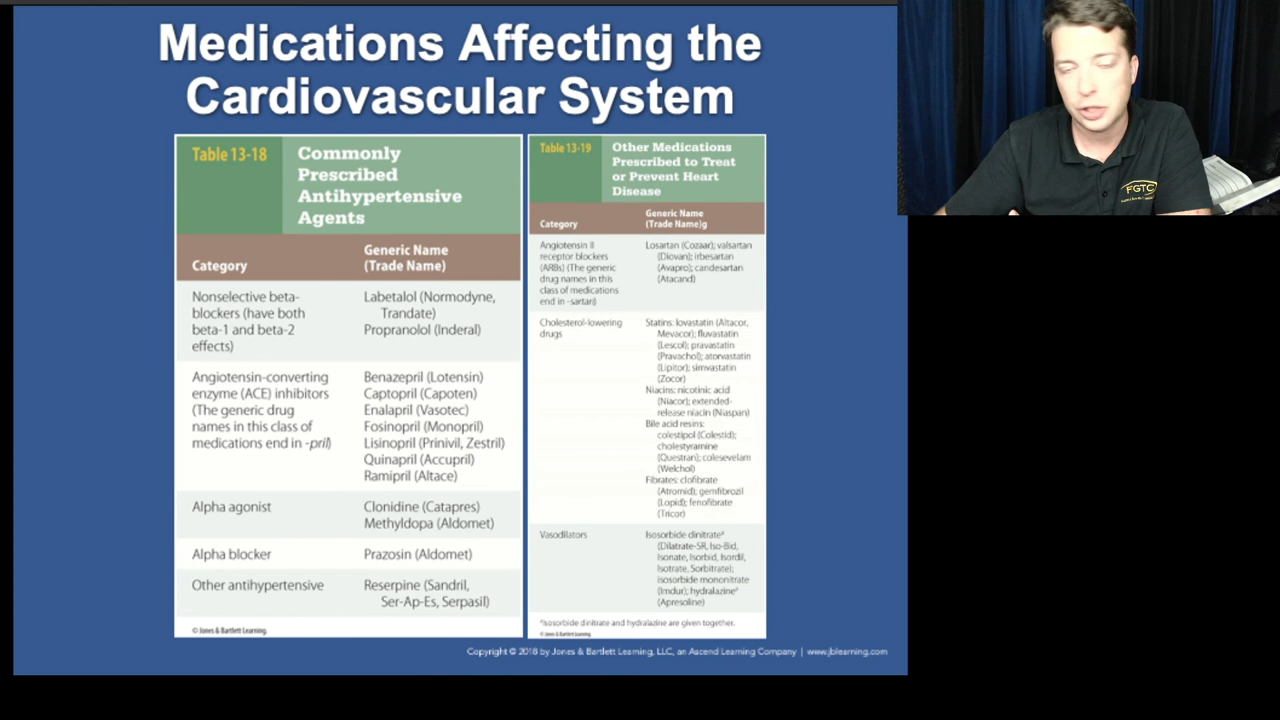 Medications Affecting the
Cardiovascular System
Table 13-18
Commonly
Prescribed
Antihypertensive
Agents
Category
Generic Name
(Trade Name)
Nonselective beta-
blockers (have both
beta-1 and beta-2
effects)
Labetalol (Normodyne,
Trandate)
Propranolol (Inderal)
Angiotensin-converting
enzyme (ACE) inhibitors
(The generic drug
names in this class of
medications end in -pril)
Benazepril (Lotensin)
Captopril (Capoten)
Enalapril (Vasotec)
Fosinopril (Monopril)
Lisinopril (Prinivil, Zestril)
Quinapril (Accupril)
Ramipril (Altace)
Alpha agonist
Clonidine (Catapres)
Methyldopa (Aldomet)
Alpha blocker
Prazosin (Aldomet)
Other antihypertensive
Reserpine (Sandril,
Ser-Ap-Es, Serpasil)
© Jones & Bartlett Learning.
Table 13-19
Other Medications
Prescribed to Treat
or Prevent Heart
Disease
Category
Generic Name
(Trade Name)g
Angiotensin II
receptor blockers
(ARBs) (The generic
drug names in this
class of medications
end in -sartan)
Losartan (Cozaar); valsartan
(Diovan); irbesartan
(Avapro); candesartan
(Atacand)
Cholesterol-lowering
drugs
Statins: lovastatin (Altacor,
Mevacor); fluvastatin
(Lescol); pravastatin
(Pravachol); atorvastatin
(Lipitor); simvastatin
(Zocor)
Niacins: nicotinic acid
(Niacor); extended-
release niacin (Niaspan)
Bile acid resins:
colestipol (Colestid);
cholestyramine
(Questran); colesevelam
(Welchol)
Fibrates: clofibrate
(Atromid); gemfibrozil
(Lopid); fenofibrate
(Tricor)
Vasodilators
Isosorbide dinitrateᵃ
(Dilatrate-SR, Iso-Bid,
Isonate, Isorbid, Isordil,
Isotrate, Sorbitrate);
isosorbide mononitrate
(Imdur); hydralazineᵃ
(Apresoline)
ᵃIsosorbide dinitrate and hydralazine are given together.
© Jones & Bartlett Learning.
Copyright © 2018 by Jones & Bartlett Learning, LLC, an Ascend Learning Company | www.jblearning.com
FGTC